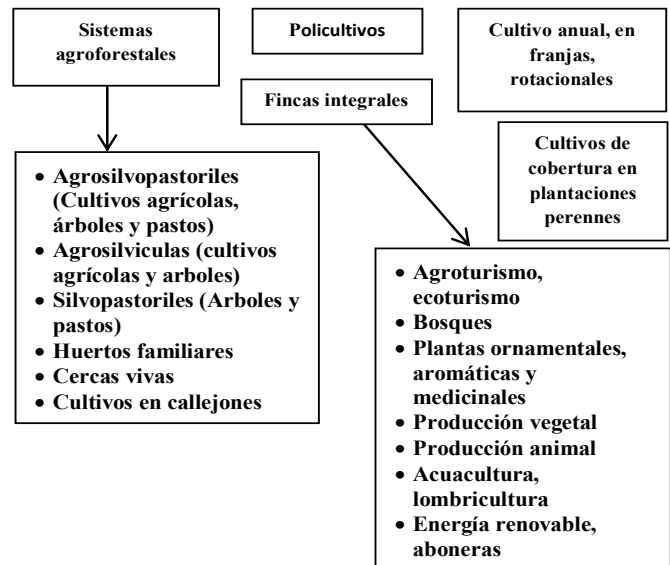 Sistemas
agroforestales
Policultivos
Cultivo anual, en
franjas,
rotacionales
Fincas integrales
Cultivos de
cobertura en
plantaciones
perennes
• Agrosilvopastoriles
(Cultivos agrícolas,
árboles y pastos)
• Agrosilviculas (cultivos
agrícolas y arboles)
• Silvopastoriles (Arboles y
pastos)
• Huertos familiares
• Cercas vivas
• Cultivos en callejones
• Agroturismo,
ecoturismo
• Bosques
• Plantas ornamentales,
aromáticas y
medicinales
• Producción vegetal
• Producción animal
• Acuacultura,
lombricultura
• Energía renovable,
aboneras